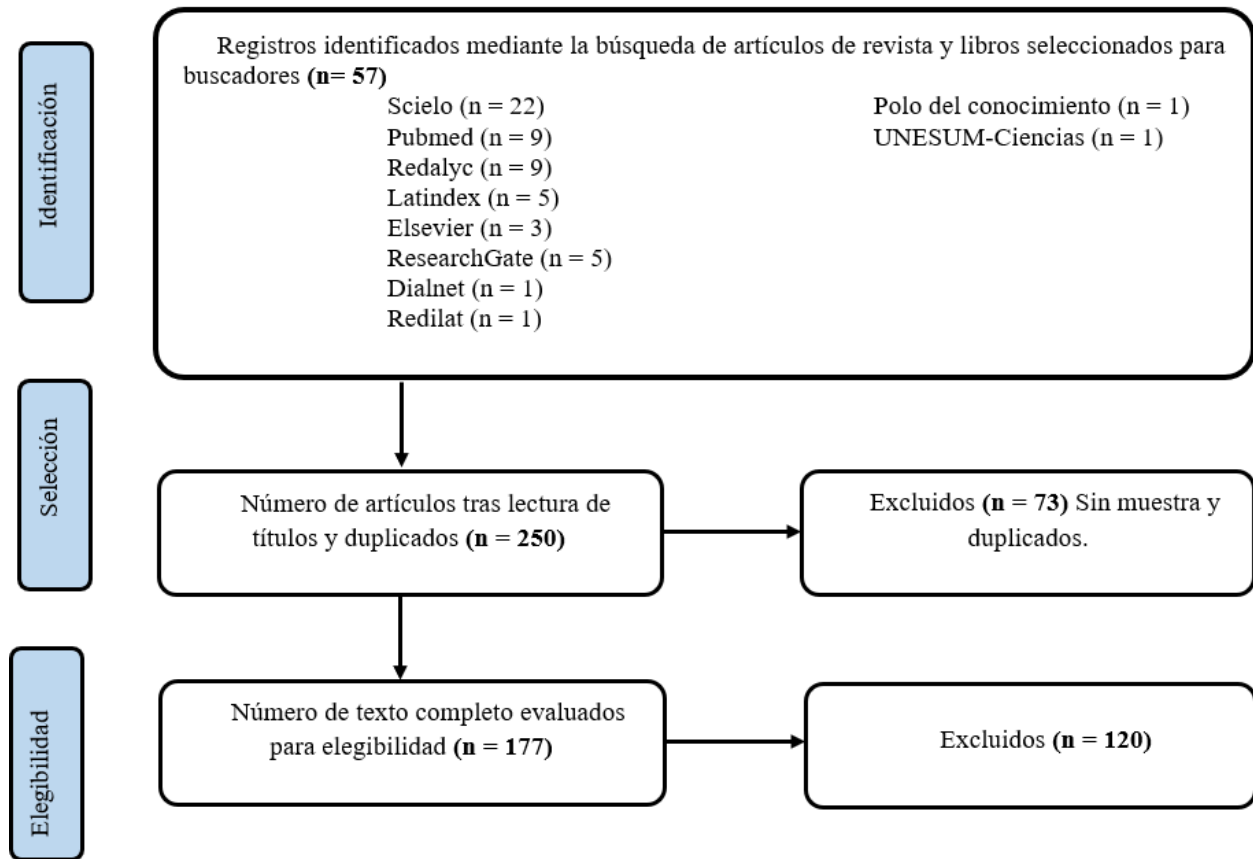 Identificación
Registros identificados mediante la búsqueda de artículos de revista y libros seleccionados para
buscadores (n= 57)
Scielo (n = 22)
Pubmed (n = 9)
Redalyc (n = 9)
Latindex (n = 5)
Elsevier (n = 3)
ResearchGate (n = 5)
Dialnet (n = 1)
Redilat (n = 1)
Polo del conocimiento (n = 1)
UNESUM-Ciencias (n = 1)
Selección
Número de artículos tras lectura de
títulos y duplicados (n = 250)
Excluidos (n = 73) Sin muestra y
duplicados.
Elegibilidad
Número de texto completo evaluados
para elegibilidad (n = 177)
Excluidos (n = 120)